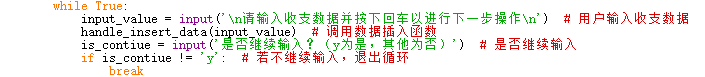 while True:
input_value = input('\n请输入收支数据并按下回车以进行下一步操作\n')  # 用户输入收支数据
handle_insert_data(input_value)  # 调用数据插入函数
is_contiue = input('是否继续输入？（y为是，其他为否）')  # 是否继续输入
if is_contiue != 'y':  # 若不继续输入，退出循环
break